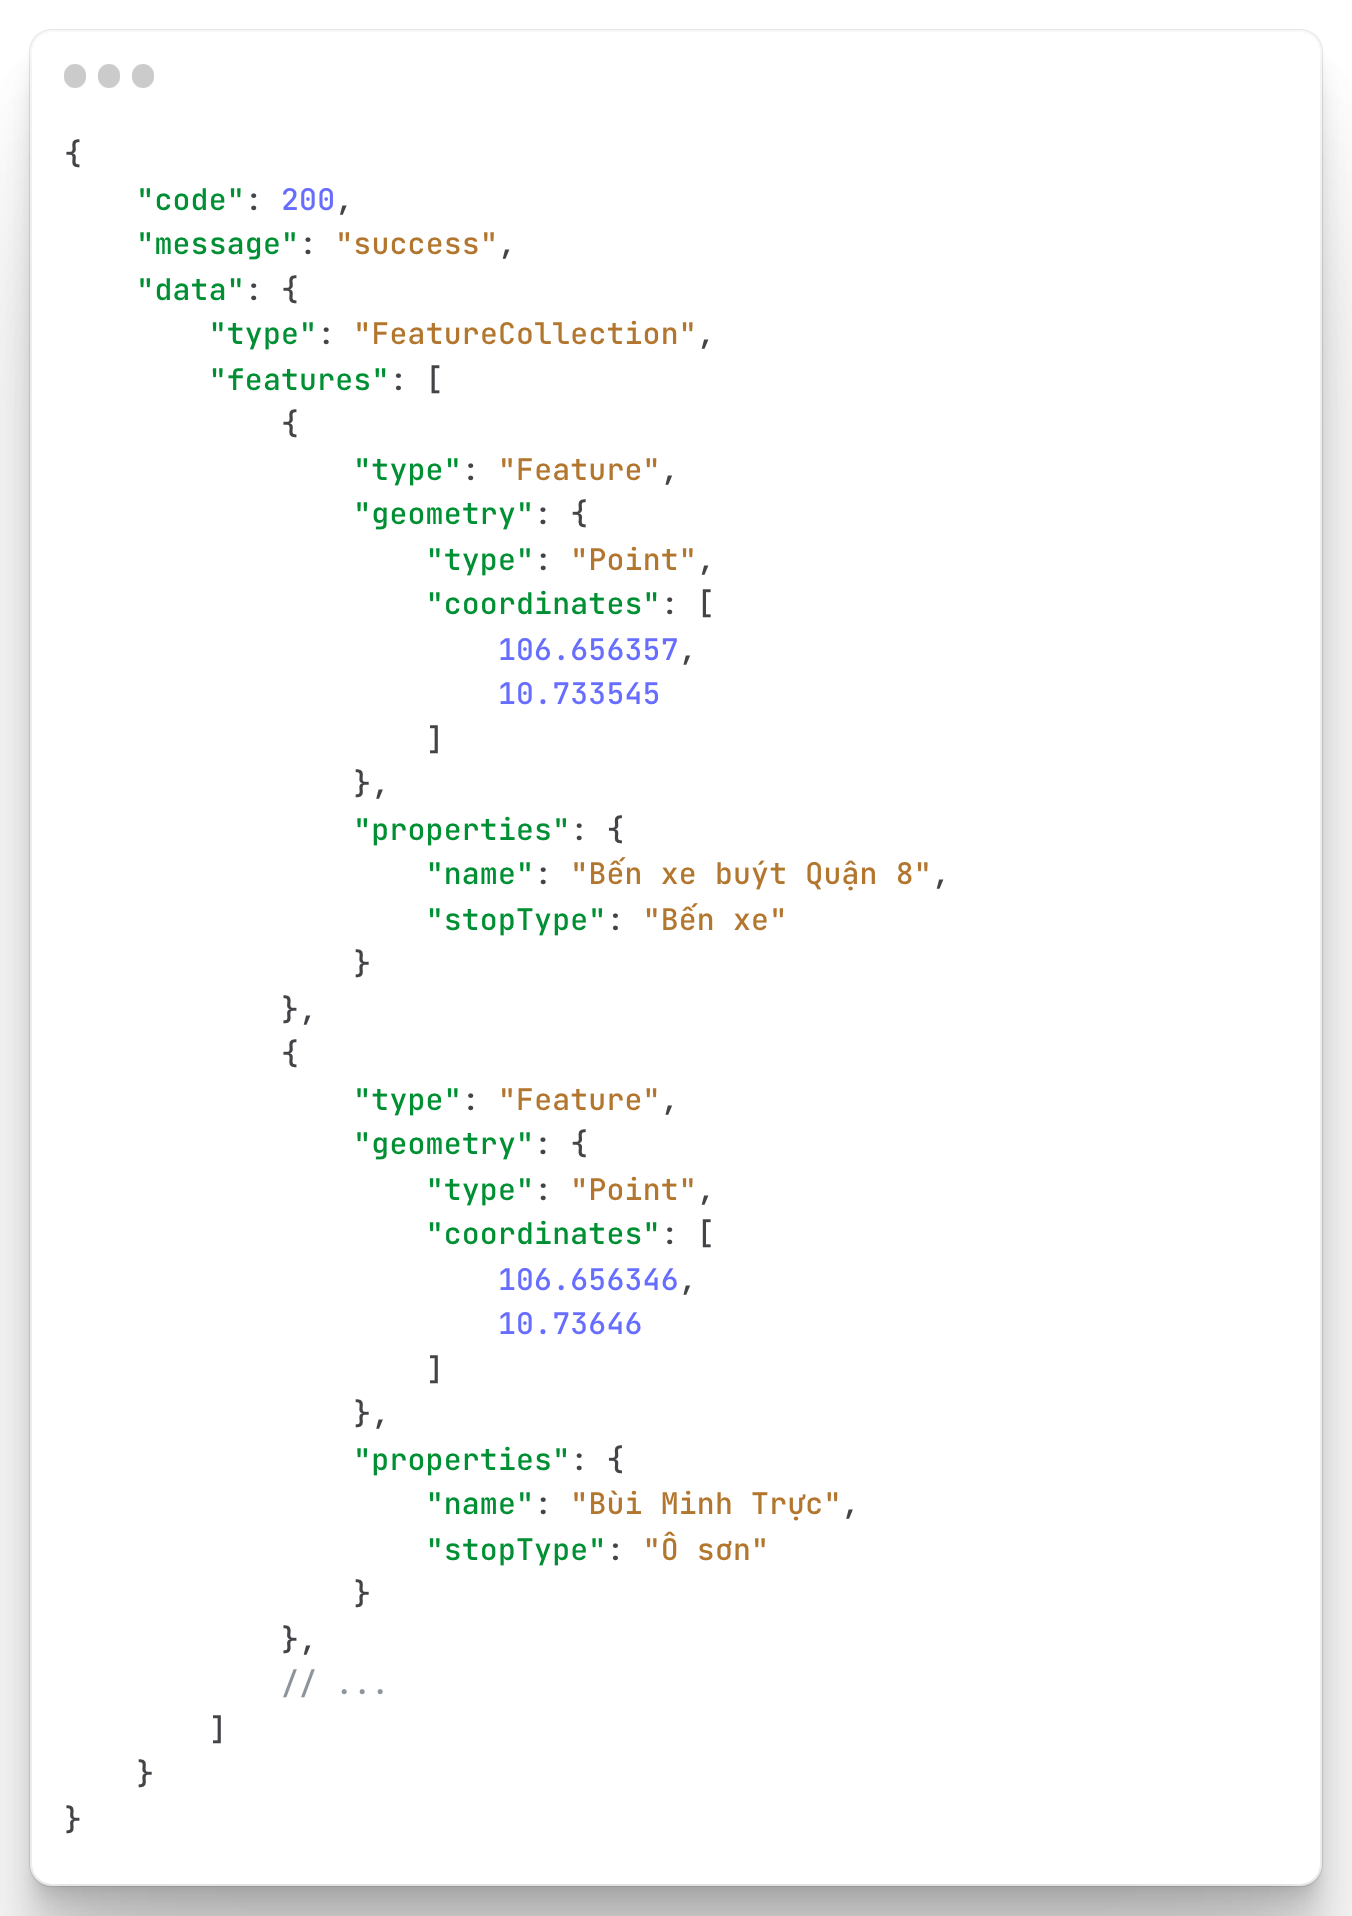 {
    "code": 200,
    "message": "success",
    "data": {
        "type": "FeatureCollection",
        "features": [
            {
                "type": "Feature",
                "geometry": {
                    "type": "Point",
                    "coordinates": [
                        106.656357,
                        10.733545
                    ]
                },
                "properties": {
                    "name": "Bến xe buýt Quận 8",
                    "stopType": "Bến xe"
                }
            },
            {
                "type": "Feature",
                "geometry": {
                    "type": "Point",
                    "coordinates": [
                        106.656346,
                        10.73646
                    ]
                },
                "properties": {
                    "name": "Bùi Minh Trực",
                    "stopType": "Ô sơn"
                }
            },
            // ...
        ]
    }
}